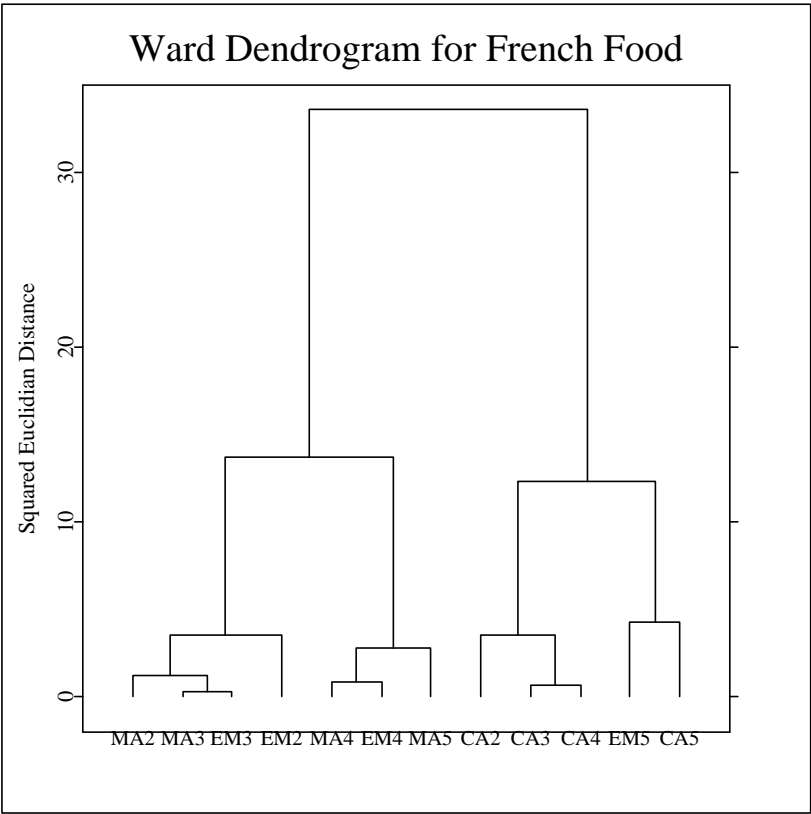 Ward Dendrogram for French Food
Squared Euclidian Distance
30
20
10
0
MA2 MA3 EM3 EM2 MA4 EM4 MA5 CA2 CA3 CA4 EM5 CA5